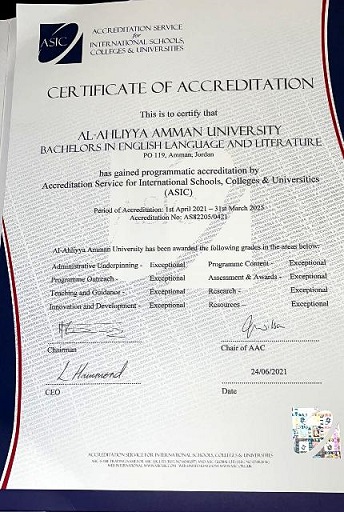 ASIC
ACCREDITATION SERVICE
for
INTERNATIONAL SCHOOLS,
COLLEGES & UNIVERSITIES
CERTIFICATE OF ACCREDITATION
This is to certify that
AL-AHLIYYA AMMAN UNIVERSITY
BACHELORS IN ENGLISH LANGUAGE AND LITERATURE
PO 119, Amman, Jordan
has gained programmatic accreditation by
Accreditation Service for International Schools, Colleges & Universities
(ASIC)
Period of Accreditation: 1st April 2021 – 31st March 2025
Accreditation No: AS82205/0421
Al-Ahliyya Amman University has been awarded the following grades in the areas below:
Administrative Underpinning - Exceptional Programme Content - Exceptional
Programme Outreach - Exceptional Assessment & Awards - Exceptional
Teaching and Guidance - Exceptional Research - Exceptional
Innovation and Development - Exceptional Resources – Exceptional
Chairman Chair of AAC
L Hammond 24/06/2021
CEO Date
ACCREDITATION SERVICE FOR INTERNATIONAL SCHOOLS, COLLEGES & UNIVERSITIES